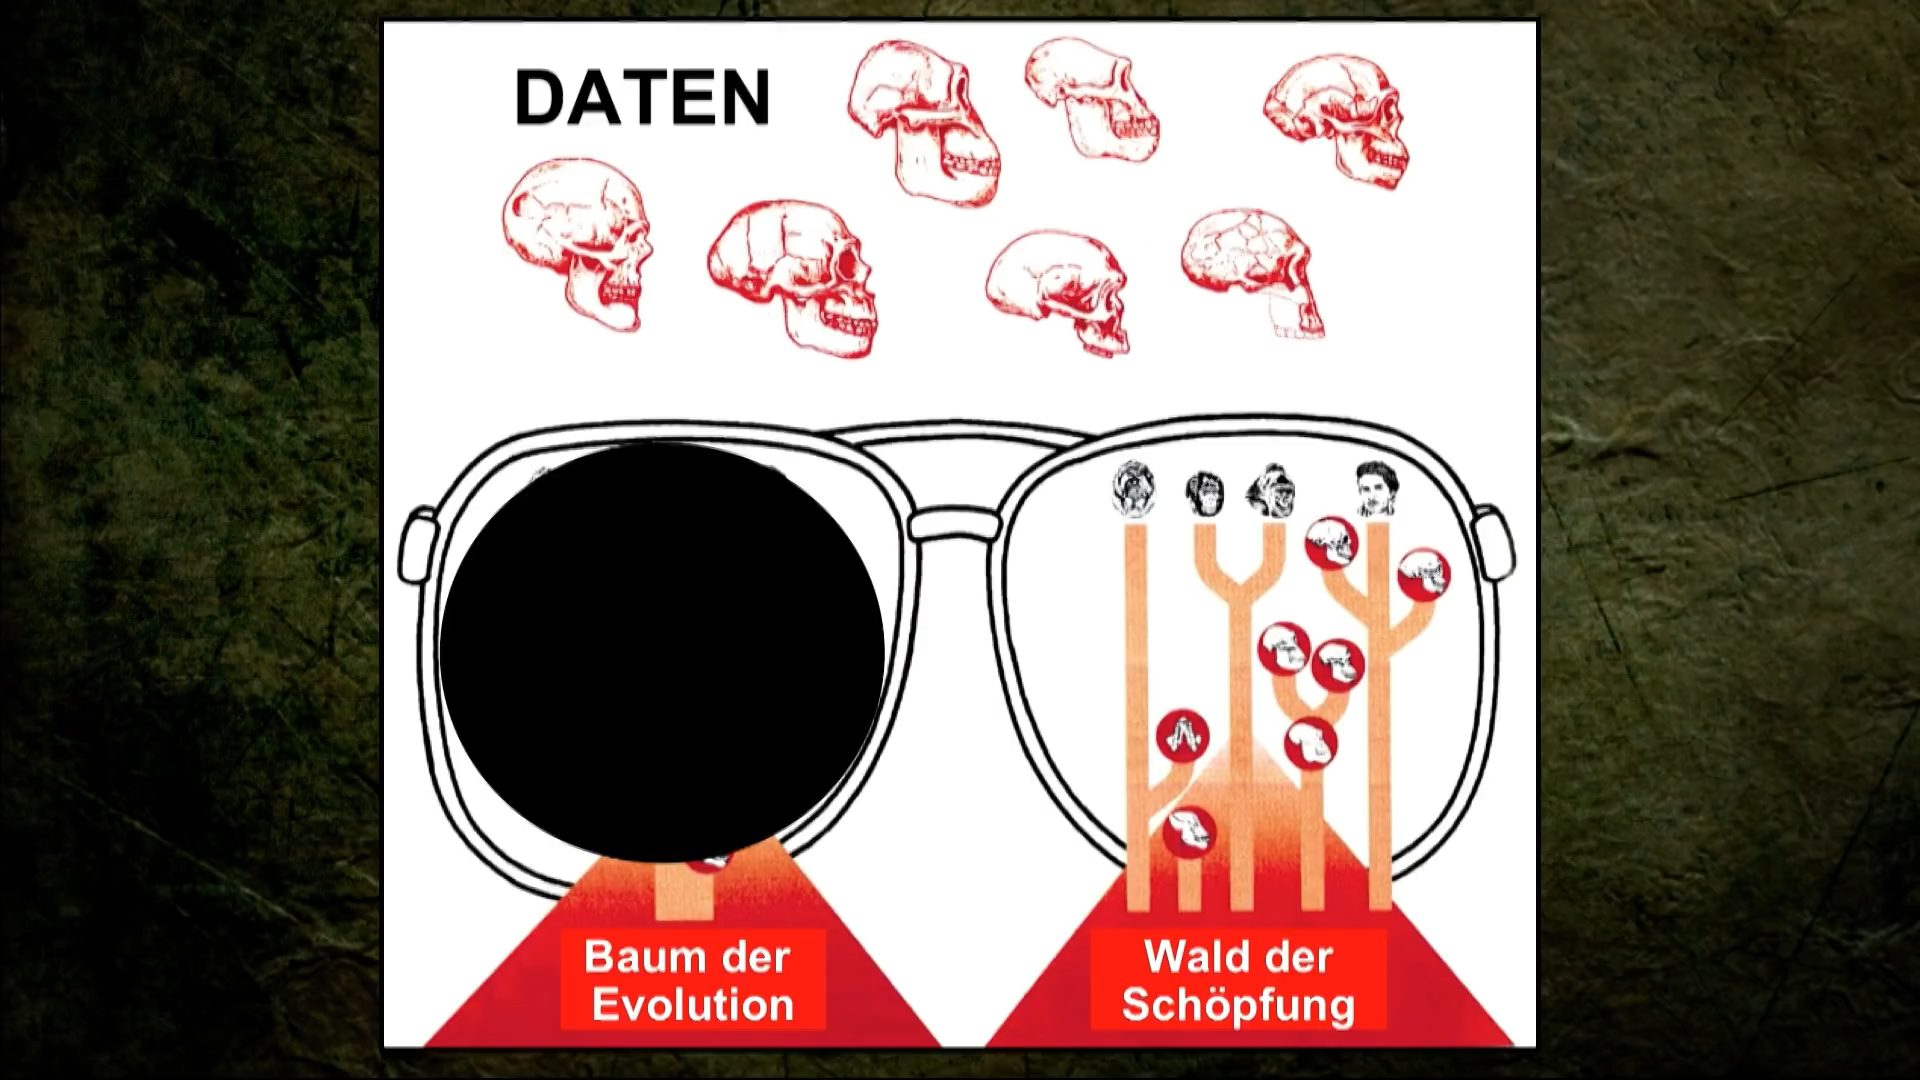 DATEN
Baum der
Evolution
Wald der
Schöpfung